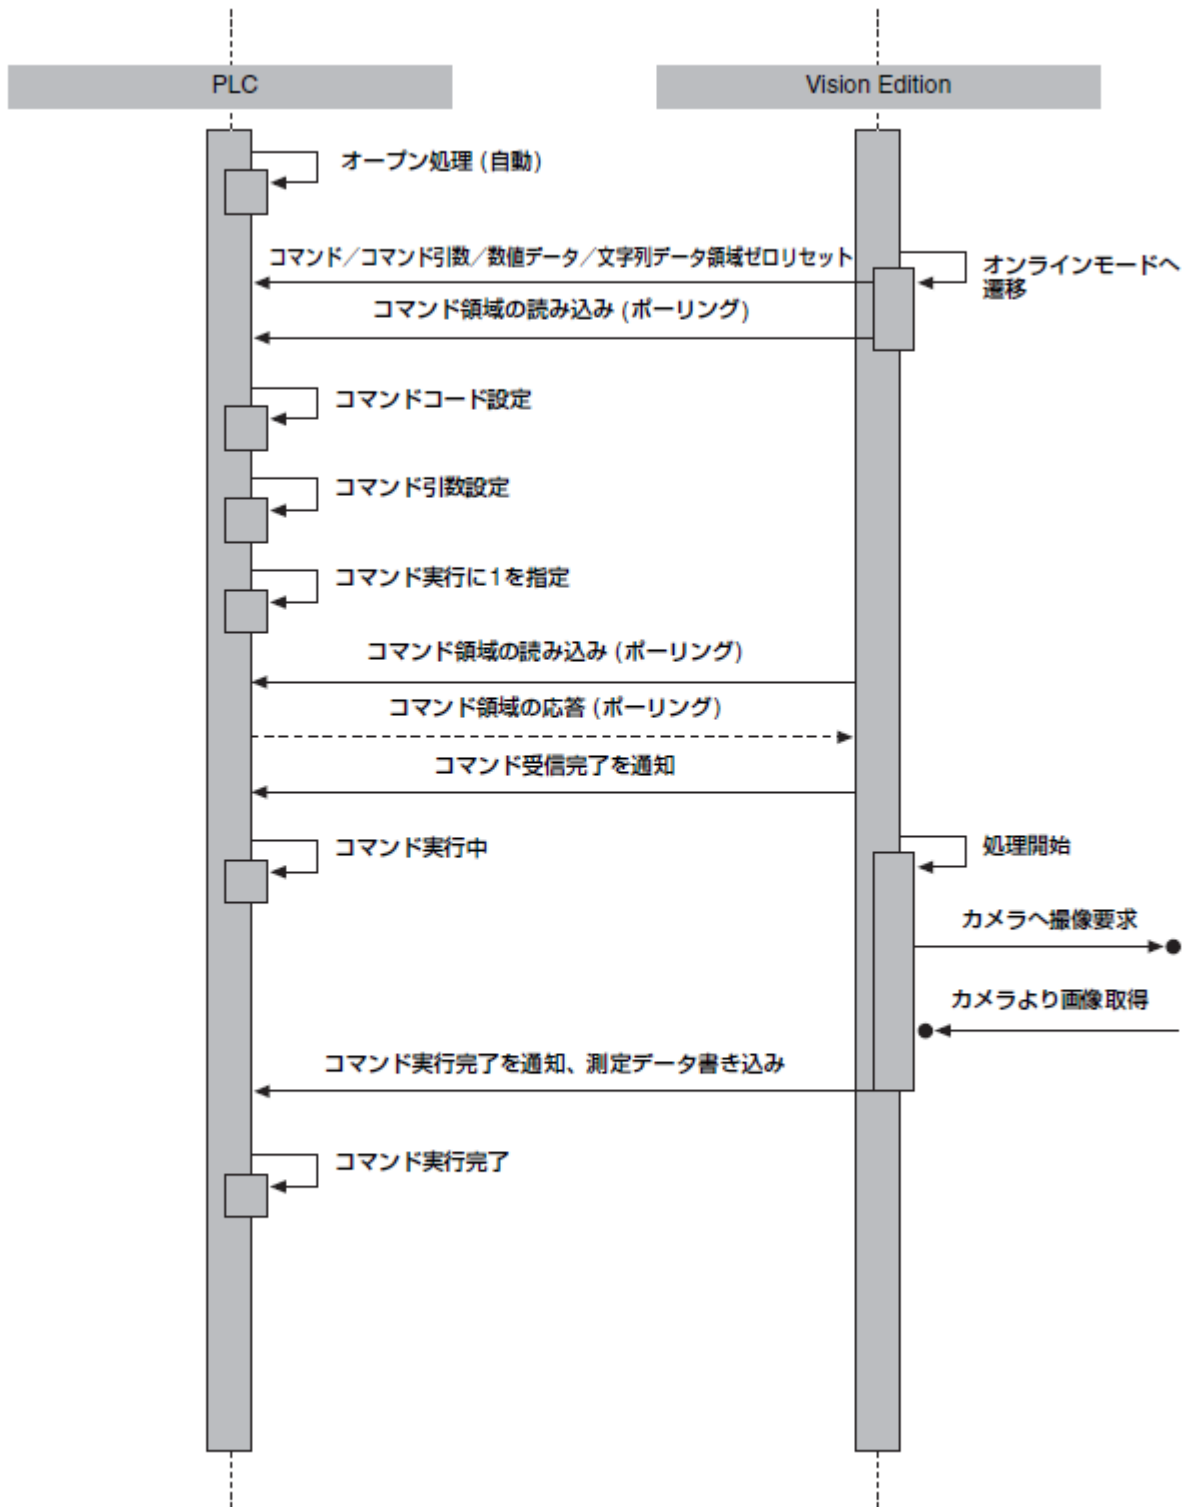 PLC
Vision Edition
オープン処理 (自動)
コマンド／コマンド引数／数値データ／文字列データ領域ゼロリセット
オンラインモードへ
遷移
コマンド領域の読み込み (ポーリング)
コマンドコード設定
コマンド引数設定
コマンド実行に1を指定
コマンド領域の読み込み (ポーリング)
コマンド領域の応答 (ポーリング)
コマンド受信完了を通知
コマンド実行中
処理開始
カメラへ撮像要求
カメラより画像取得
コマンド実行完了を通知、測定データ書き込み
コマンド実行完了